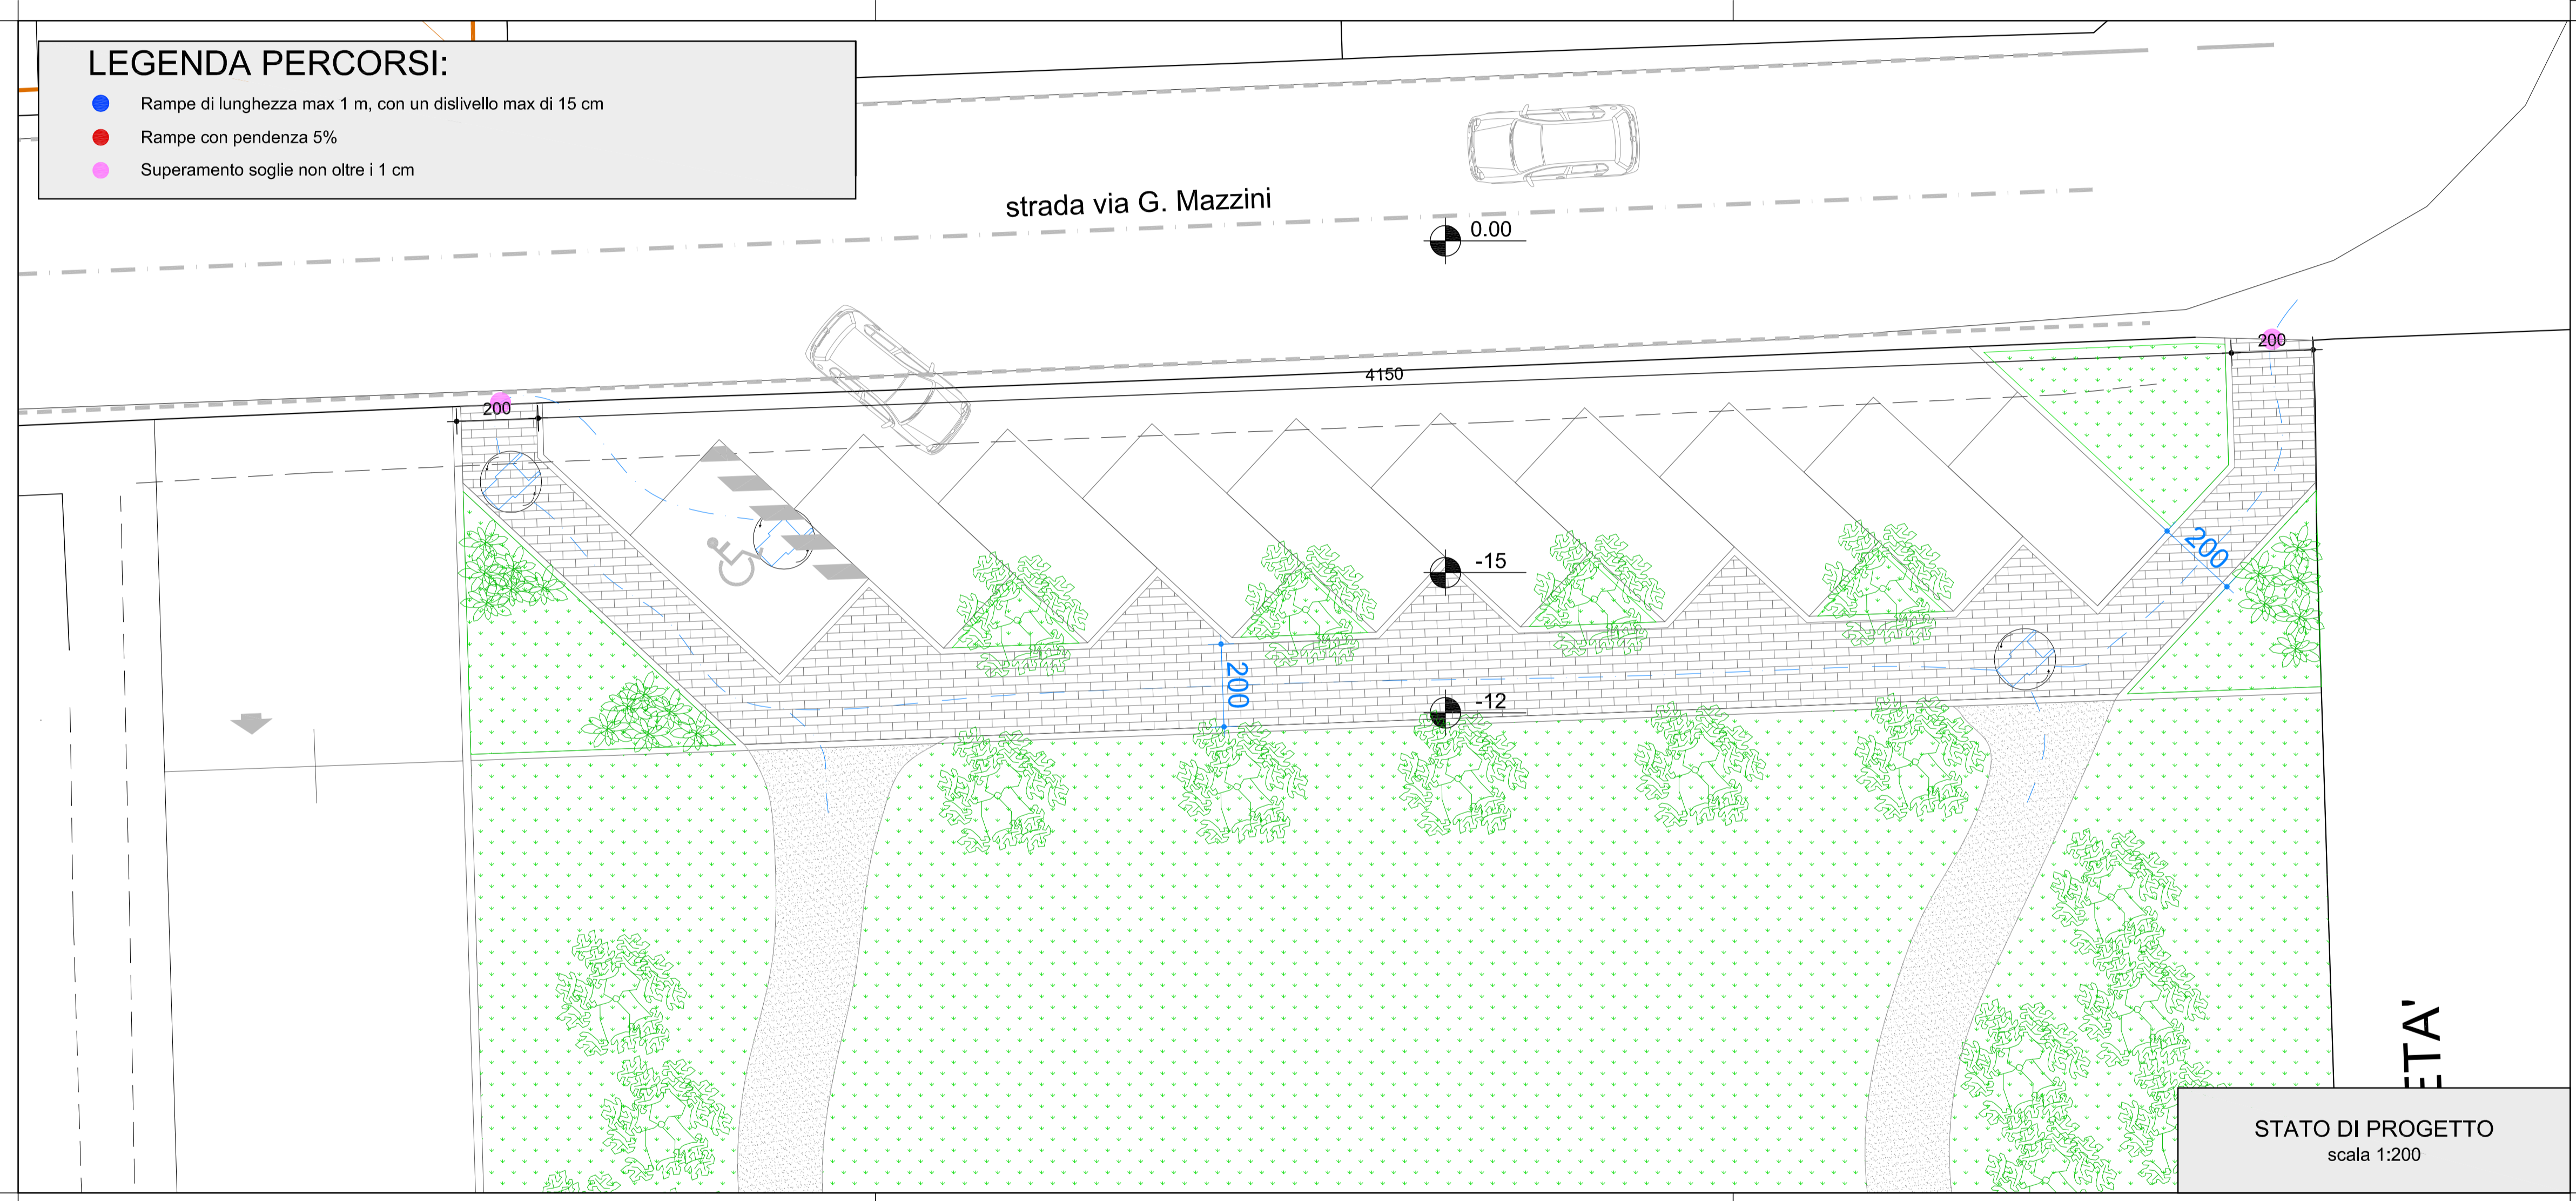 LEGENDA PERCORSI:
Rampe di lunghezza max 1 m, con un dislivello max di 15 cm
Rampe con pendenza 5%
Superamento soglie non oltre i 1 cm
strada via G. Mazzini
0.00
200
4150
200
200
-15
200
-12
ETA'
STATO DI PROGETTO
scala 1:200